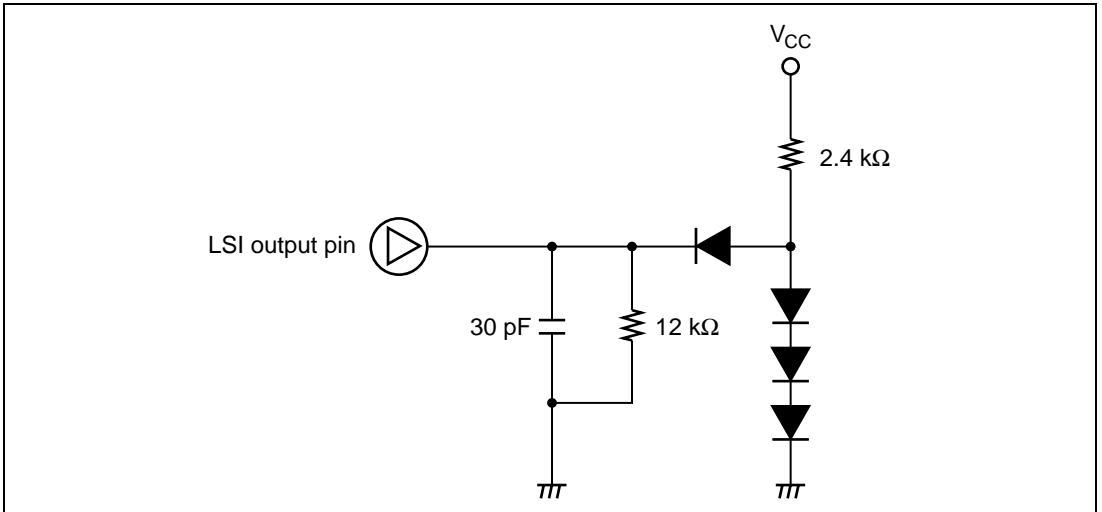 VCC
2.4 kΩ
LSI output pin
30 pF
12 kΩ